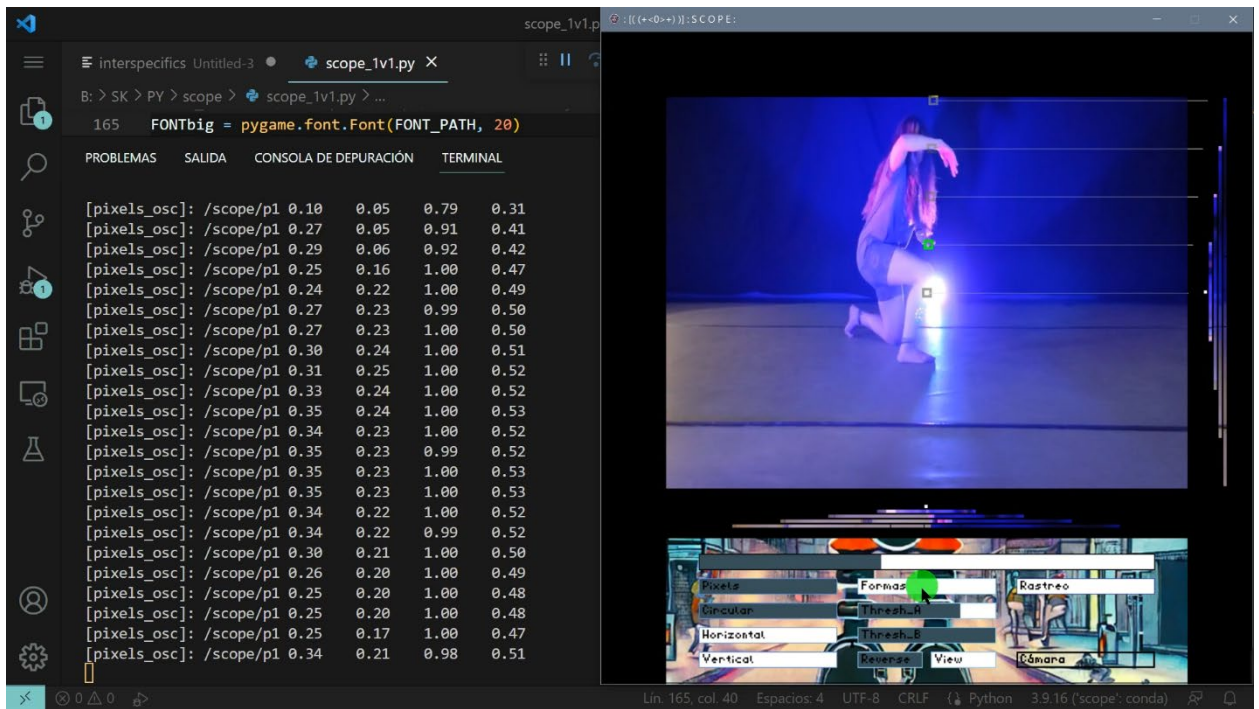 scope_1v1.p
: [((+<0>+))]:SCOPE:
interspecifics Untitled-3 ● scope_1v1.py ×
B: > SK > PY > scope > scope_1v1.py > ...
165 FONTbig = pygame.font.Font(FONT_PATH, 20)
PROBLEMAS SALIDA CONSOLA DE DEPURACIÓN TERMINAL
[pixels_osc]: /scope/p1 0.10 0.05 0.79 0.31
[pixels_osc]: /scope/p1 0.27 0.05 0.91 0.41
[pixels_osc]: /scope/p1 0.29 0.06 0.92 0.42
[pixels_osc]: /scope/p1 0.25 0.16 1.00 0.47
[pixels_osc]: /scope/p1 0.24 0.22 1.00 0.49
[pixels_osc]: /scope/p1 0.27 0.23 0.99 0.50
[pixels_osc]: /scope/p1 0.27 0.23 1.00 0.50
[pixels_osc]: /scope/p1 0.30 0.24 1.00 0.51
[pixels_osc]: /scope/p1 0.31 0.25 1.00 0.52
[pixels_osc]: /scope/p1 0.33 0.24 1.00 0.52
[pixels_osc]: /scope/p1 0.35 0.24 1.00 0.53
[pixels_osc]: /scope/p1 0.34 0.23 1.00 0.52
[pixels_osc]: /scope/p1 0.35 0.23 0.99 0.52
[pixels_osc]: /scope/p1 0.35 0.23 1.00 0.53
[pixels_osc]: /scope/p1 0.35 0.23 1.00 0.53
[pixels_osc]: /scope/p1 0.34 0.22 1.00 0.52
[pixels_osc]: /scope/p1 0.34 0.22 0.99 0.52
[pixels_osc]: /scope/p1 0.30 0.21 1.00 0.50
[pixels_osc]: /scope/p1 0.26 0.20 1.00 0.49
[pixels_osc]: /scope/p1 0.25 0.20 1.00 0.48
[pixels_osc]: /scope/p1 0.25 0.20 1.00 0.48
[pixels_osc]: /scope/p1 0.25 0.17 1.00 0.47
[pixels_osc]: /scope/p1 0.34 0.21 0.98 0.51
1
1
Pixels Formas Rastreo
Circular Thresh_A
Horizontal Thresh_B
Vertical Reverse View Cámara
0 0 0
Lín. 165, col. 40 Espacios: 4 UTF-8 CRLF Python 3.9.16 ('scope': conda)